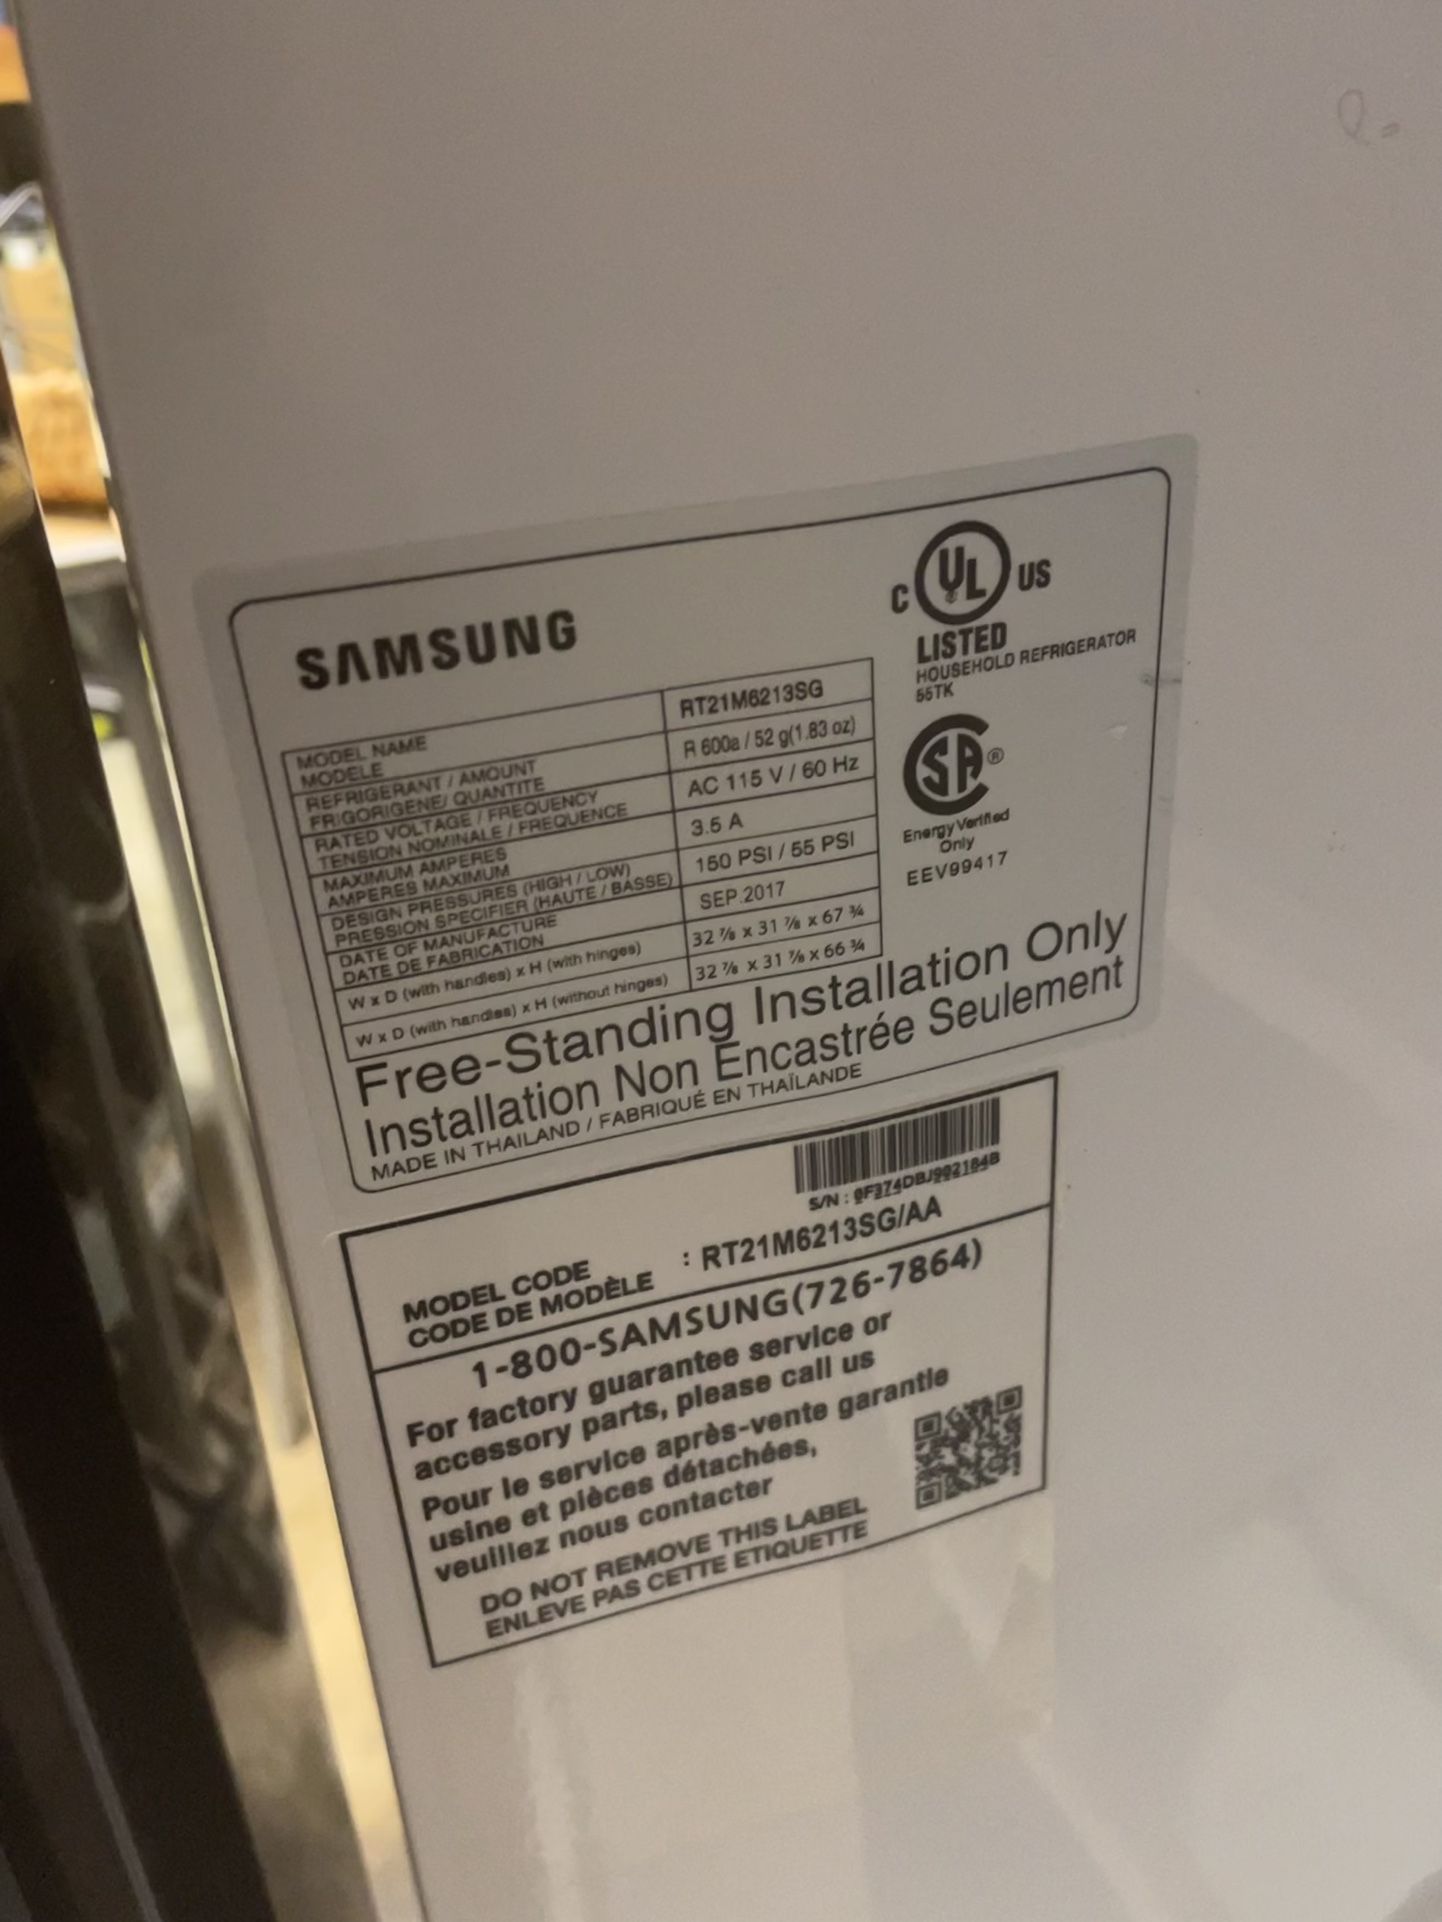 SAMSUNG
C UL US
LISTED
HOUSEHOLD REFRIGERATOR
55TK
SA®
Energy Verified
Only
EEV99417
MODEL NAME
MODELE
RT21M6213SG
REFRIGERANT / AMOUNT
FRIGORIGENE/ QUANTITE
R 600a / 52 g(1.83 oz)
RATED VOLTAGE / FREQUENCY
TENSION NOMINALE / FREQUENCE
AC 115 V / 60 Hz
MAXIMUM AMPERES
AMPERES MAXIMUM
3.5 A
DESIGN PRESSURES (HIGH / LOW)
PRESSION SPECIFIER (HAUTE / BASSE)
150 PSI / 55 PSI
DATE OF MANUFACTURE
DATE DE FABRICATION
SEP.2017
W x D (with handles) x H (with hinges)
32 ⅞ x 31 ⅞ x 67 ¾
W x D (with handles) x H (without hinges)
32 ⅞ x 31 ⅞ x 66 ¾
Free-Standing Installation Only
Installation Non Encastrée Seulement
MADE IN THAILAND / FABRIQUÉ EN THAÏLANDE
S/N : 0F374DBJ902184B
MODEL CODE
CODE DE MODÈLE
: RT21M6213SG/AA
1-800-SAMSUNG(726-7864)
For factory guarantee service or
accessory parts, please call us
Pour le service après-vente garantie
usine et pièces détachées,
veuillez nous contacter
DO NOT REMOVE THIS LABEL
ENLEVE PAS CETTE ETIQUETTE